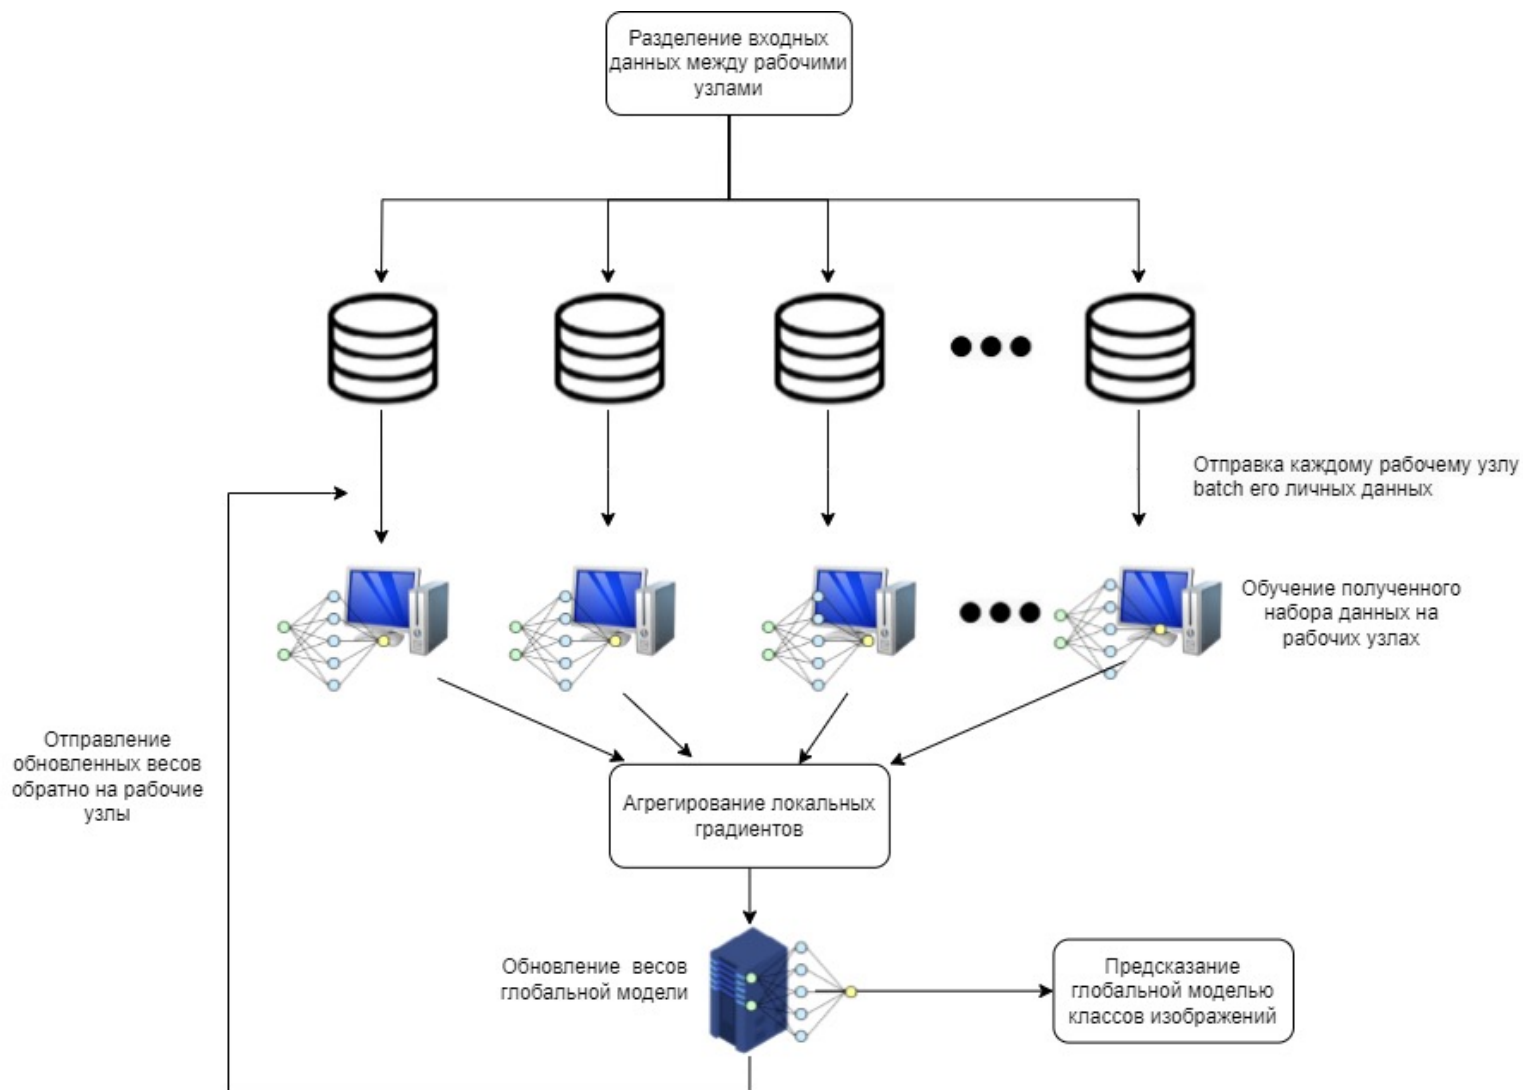 Разделение входных
данных между рабочими
узлами
Отправка каждому рабочему узлу
batch его личных данных
Обучение полученного
набора данных на
рабочих узлах
Отправление
обновленных весов
обратно на рабочие
узлы
Агрегирование локальных
градиентов
Обновление весов
глобальной модели
Предсказание
глобальной моделью
классов изображений